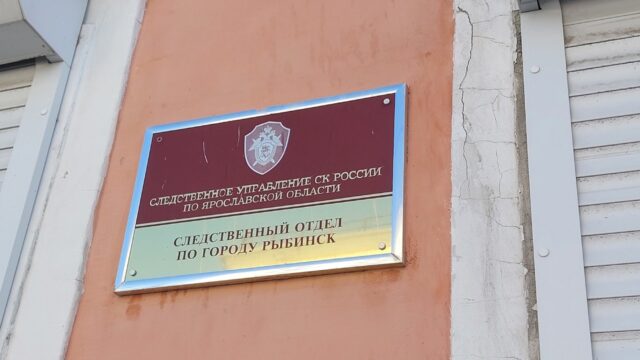 СЛЕДСТВЕННОЕ УПРАВЛЕНИЕ СК РОССИИ
ПО ЯРОСЛАВСКОЙ ОБЛАСТИ
СЛЕДСТВЕННЫЙ ОТДЕЛ
ПО ГОРОДУ РЫБИНСК